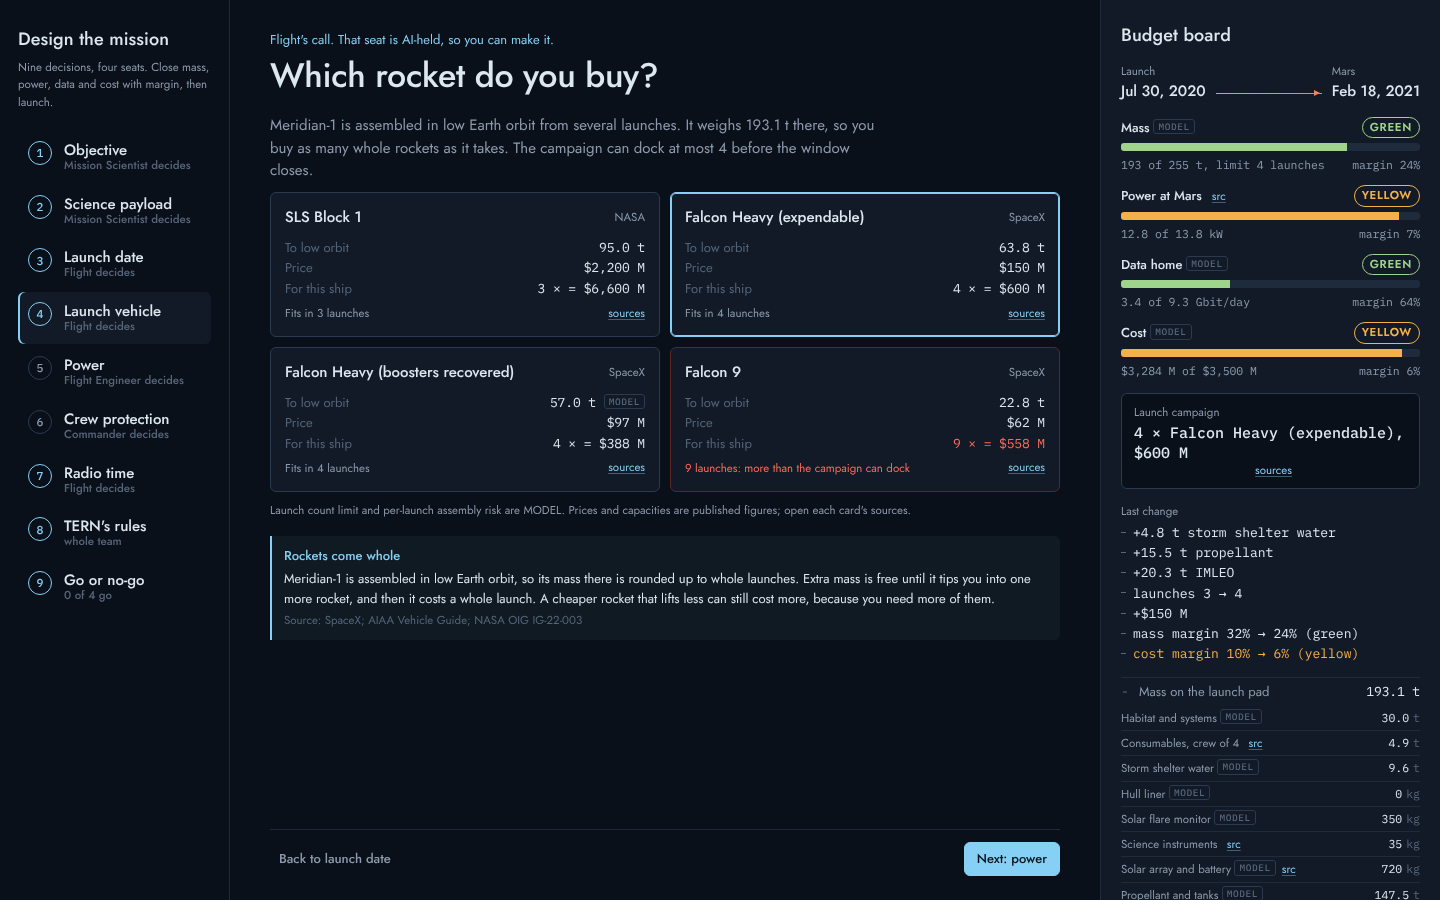 Design the mission
Nine decisions, four seats. Close mass,
power, data and cost with margin, then
launch.
1
Objective
Mission Scientist decides
2
Science payload
Mission Scientist decides
3
Launch date
Flight decides
4
Launch vehicle
Flight decides
5
Power
Flight Engineer decides
6
Crew protection
Commander decides
7
Radio time
Flight decides
8
TERN's rules
whole team
9
Go or no-go
0 of 4 go
Flight's call. That seat is AI-held, so you can make it.
Which rocket do you buy?
Meridian-1 is assembled in low Earth orbit from several launches. It weighs 193.1 t there, so you
buy as many whole rockets as it takes. The campaign can dock at most 4 before the window
closes.
SLS Block 1 NASA
To low orbit 95.0 t
Price $2,200 M
For this ship 3 × = $6,600 M
Fits in 3 launches sources
Falcon Heavy (expendable) SpaceX
To low orbit 63.8 t
Price $150 M
For this ship 4 × = $600 M
Fits in 4 launches sources
Falcon Heavy (boosters recovered) SpaceX
To low orbit 57.0 t MODEL
Price $97 M
For this ship 4 × = $388 M
Fits in 4 launches sources
Falcon 9 SpaceX
To low orbit 22.8 t
Price $62 M
For this ship 9 × = $558 M
9 launches: more than the campaign can dock sources
Launch count limit and per-launch assembly risk are MODEL. Prices and capacities are published figures; open each card's sources.
Rockets come whole
Meridian-1 is assembled in low Earth orbit, so its mass there is rounded up to whole launches. Extra mass is free until it tips you into one
more rocket, and then it costs a whole launch. A cheaper rocket that lifts less can still cost more, because you need more of them.
Source: SpaceX; AIAA Vehicle Guide; NASA OIG IG-22-003
Back to launch date
Next: power
Budget board
Launch Mars
Jul 30, 2020 Feb 18, 2021
Mass MODEL GREEN
193 of 255 t, limit 4 launches margin 24%
Power at Mars src YELLOW
12.8 of 13.8 kW margin 7%
Data home MODEL GREEN
3.4 of 9.3 Gbit/day margin 64%
Cost MODEL YELLOW
$3,284 M of $3,500 M margin 6%
Launch campaign
4 × Falcon Heavy (expendable),
$600 M
sources
Last change
– +4.8 t storm shelter water
– +15.5 t propellant
– +20.3 t IMLEO
– launches 3 → 4
– +$150 M
– mass margin 32% → 24% (green)
– cost margin 10% → 6% (yellow)
- Mass on the launch pad 193.1 t
Habitat and systems MODEL 30.0 t
Consumables, crew of 4 src 4.9 t
Storm shelter water MODEL 9.6 t
Hull liner MODEL 0 kg
Solar flare monitor MODEL 350 kg
Science instruments src 35 kg
Solar array and battery MODEL src 720 kg
Propellant and tanks MODEL 147.5 t